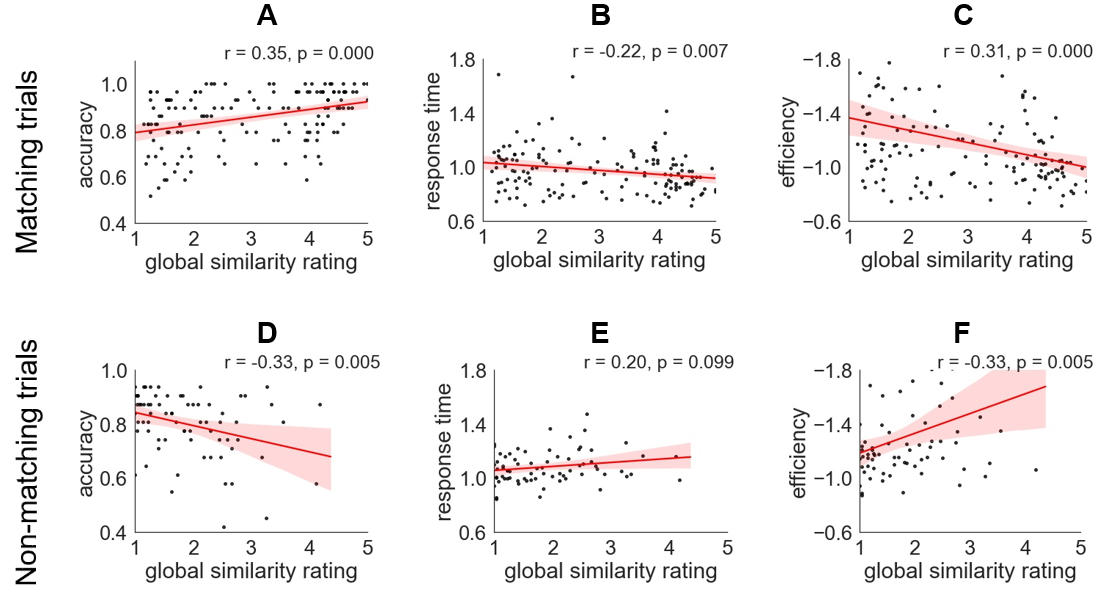 A B C
Matching trials
r = 0.35, p = 0.000
accuracy
1.0
0.8
0.6
0.4
1 2 3 4 5
global similarity rating
r = -0.22, p = 0.007
response time
1.8
1.4
1.0
0.6
1 2 3 4 5
global similarity rating
r = 0.31, p = 0.000
efficiency
−1.8
−1.4
−1.0
−0.6
1 2 3 4 5
global similarity rating
D E F
Non-matching trials
r = -0.33, p = 0.005
accuracy
1.0
0.8
0.6
0.4
1 2 3 4 5
global similarity rating
r = 0.20, p = 0.099
response time
1.8
1.4
1.0
0.6
1 2 3 4 5
global similarity rating
r = -0.33, p = 0.005
efficiency
−1.8
−1.4
−1.0
−0.6
1 2 3 4 5
global similarity rating